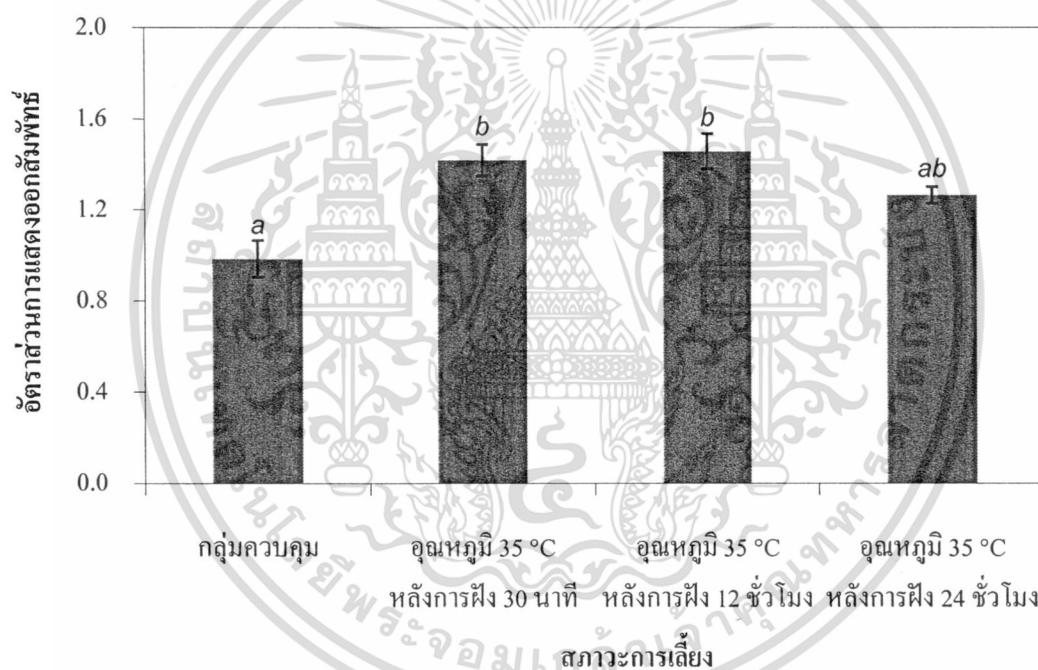 อัตราส่วนการแสดงออกสัมพัทธ์
2.0
1.6
1.2
0.8
0.4
0.0
a
b
b
ab
กลุ่มควบคุม
อุณหภูมิ 35 °C
หลังการฝัง 30 นาที
อุณหภูมิ 35 °C
หลังการฝัง 12 ชั่วโมง
อุณหภูมิ 35 °C
หลังการฝัง 24 ชั่วโมง
สภาวะการเลี้ยง